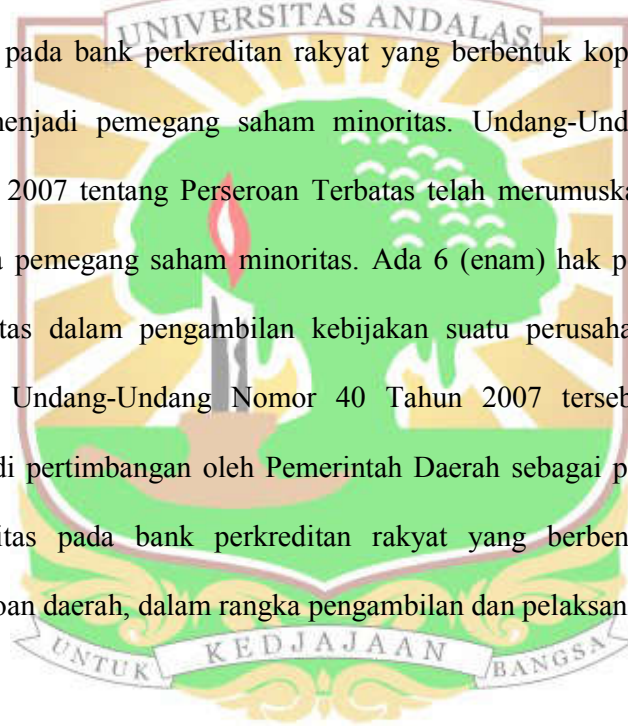 UNIVERSITAS ANDALAS
pada bank perkreditan rakyat yang berbentuk kop
menjadi pemegang saham minoritas. Undang-Und
2007 tentang Perseroan Terbatas telah merumuska
pemegang saham minoritas. Ada 6 (enam) hak p
tas dalam pengambilan kebijakan suatu perusaha
Undang-Undang Nomor 40 Tahun 2007 terseb
di pertimbangan oleh Pemerintah Daerah sebagai p
itas pada bank perkreditan rakyat yang berben
oan daerah, dalam rangka pengambilan dan pelaksan
UNTUK KEDJAJAAN BANGSA